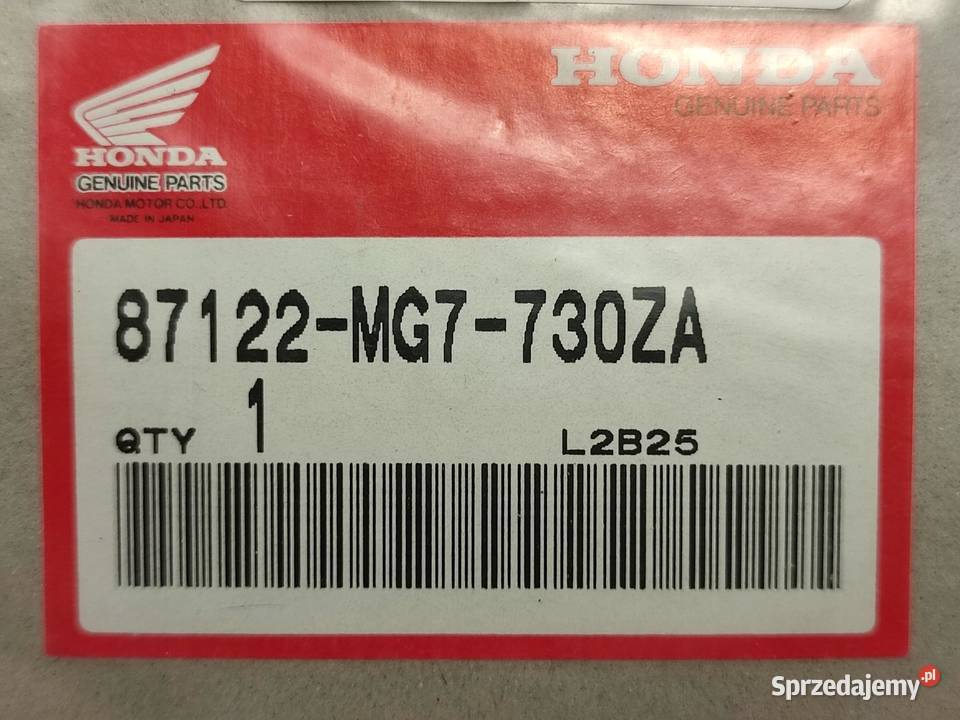 HONDA
GENUINE PARTS
HONDA
GENUINE PARTS
HONDA MOTOR CO.,LTD.
MADE IN JAPAN
87122-MG7-730ZA
QTY 1 L2B25
Sprzedajemy.pl